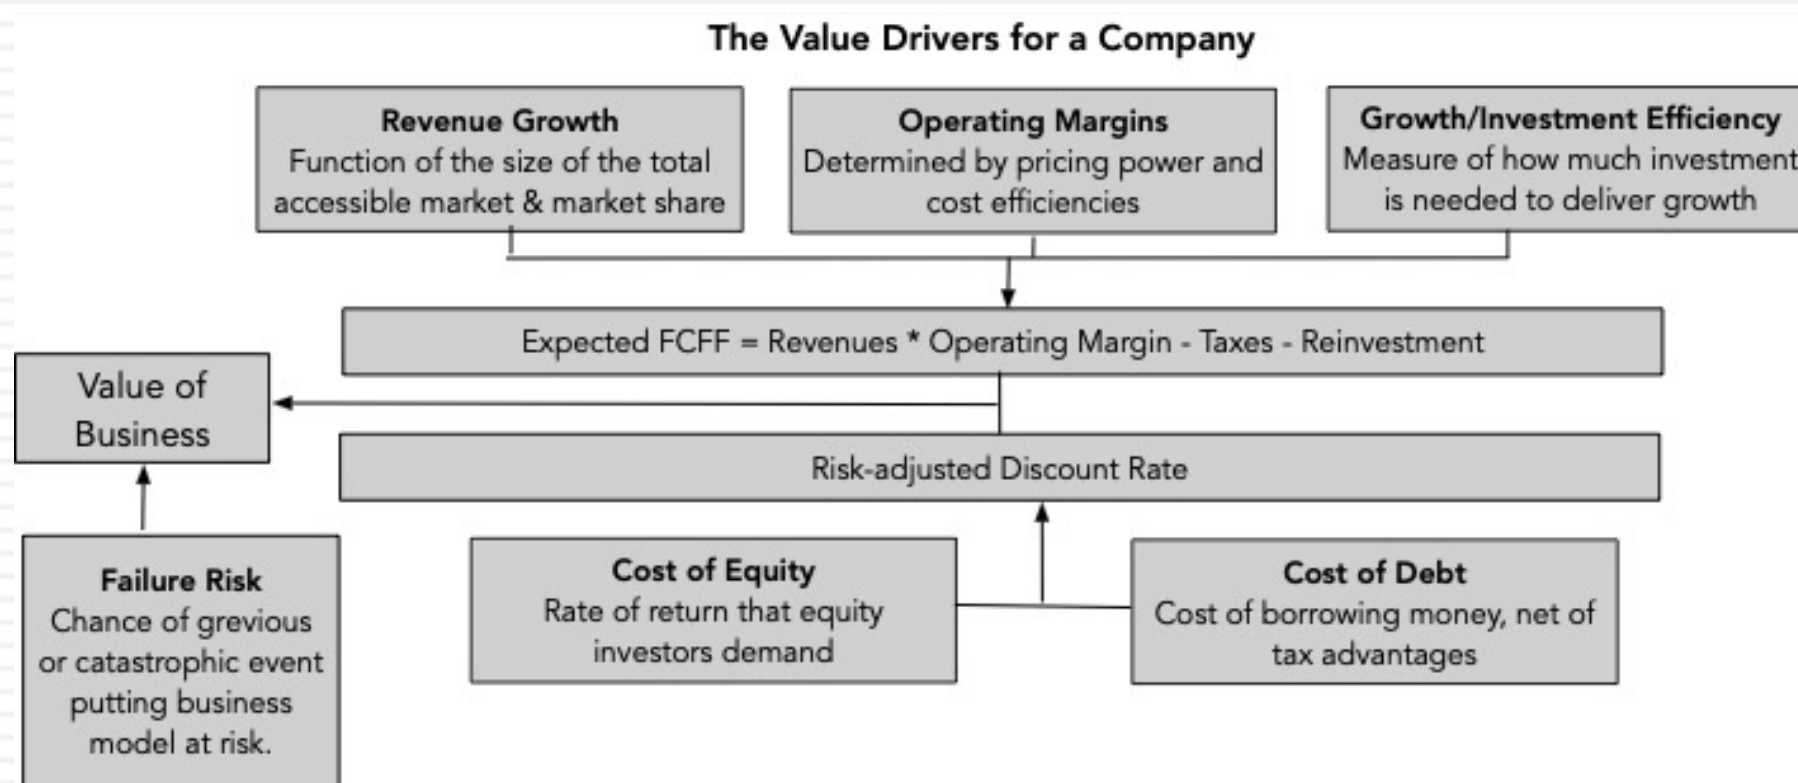 The Value Drivers for a Company
Revenue Growth
Function of the size of the total
accessible market & market share
Operating Margins
Determined by pricing power and
cost efficiencies
Growth/Investment Efficiency
Measure of how much investment
is needed to deliver growth
Expected FCFF = Revenues * Operating Margin - Taxes - Reinvestment
Value of
Business
Risk-adjusted Discount Rate
Failure Risk
Chance of grevious
or catastrophic event
putting business
model at risk.
Cost of Equity
Rate of return that equity
investors demand
Cost of Debt
Cost of borrowing money, net of
tax advantages